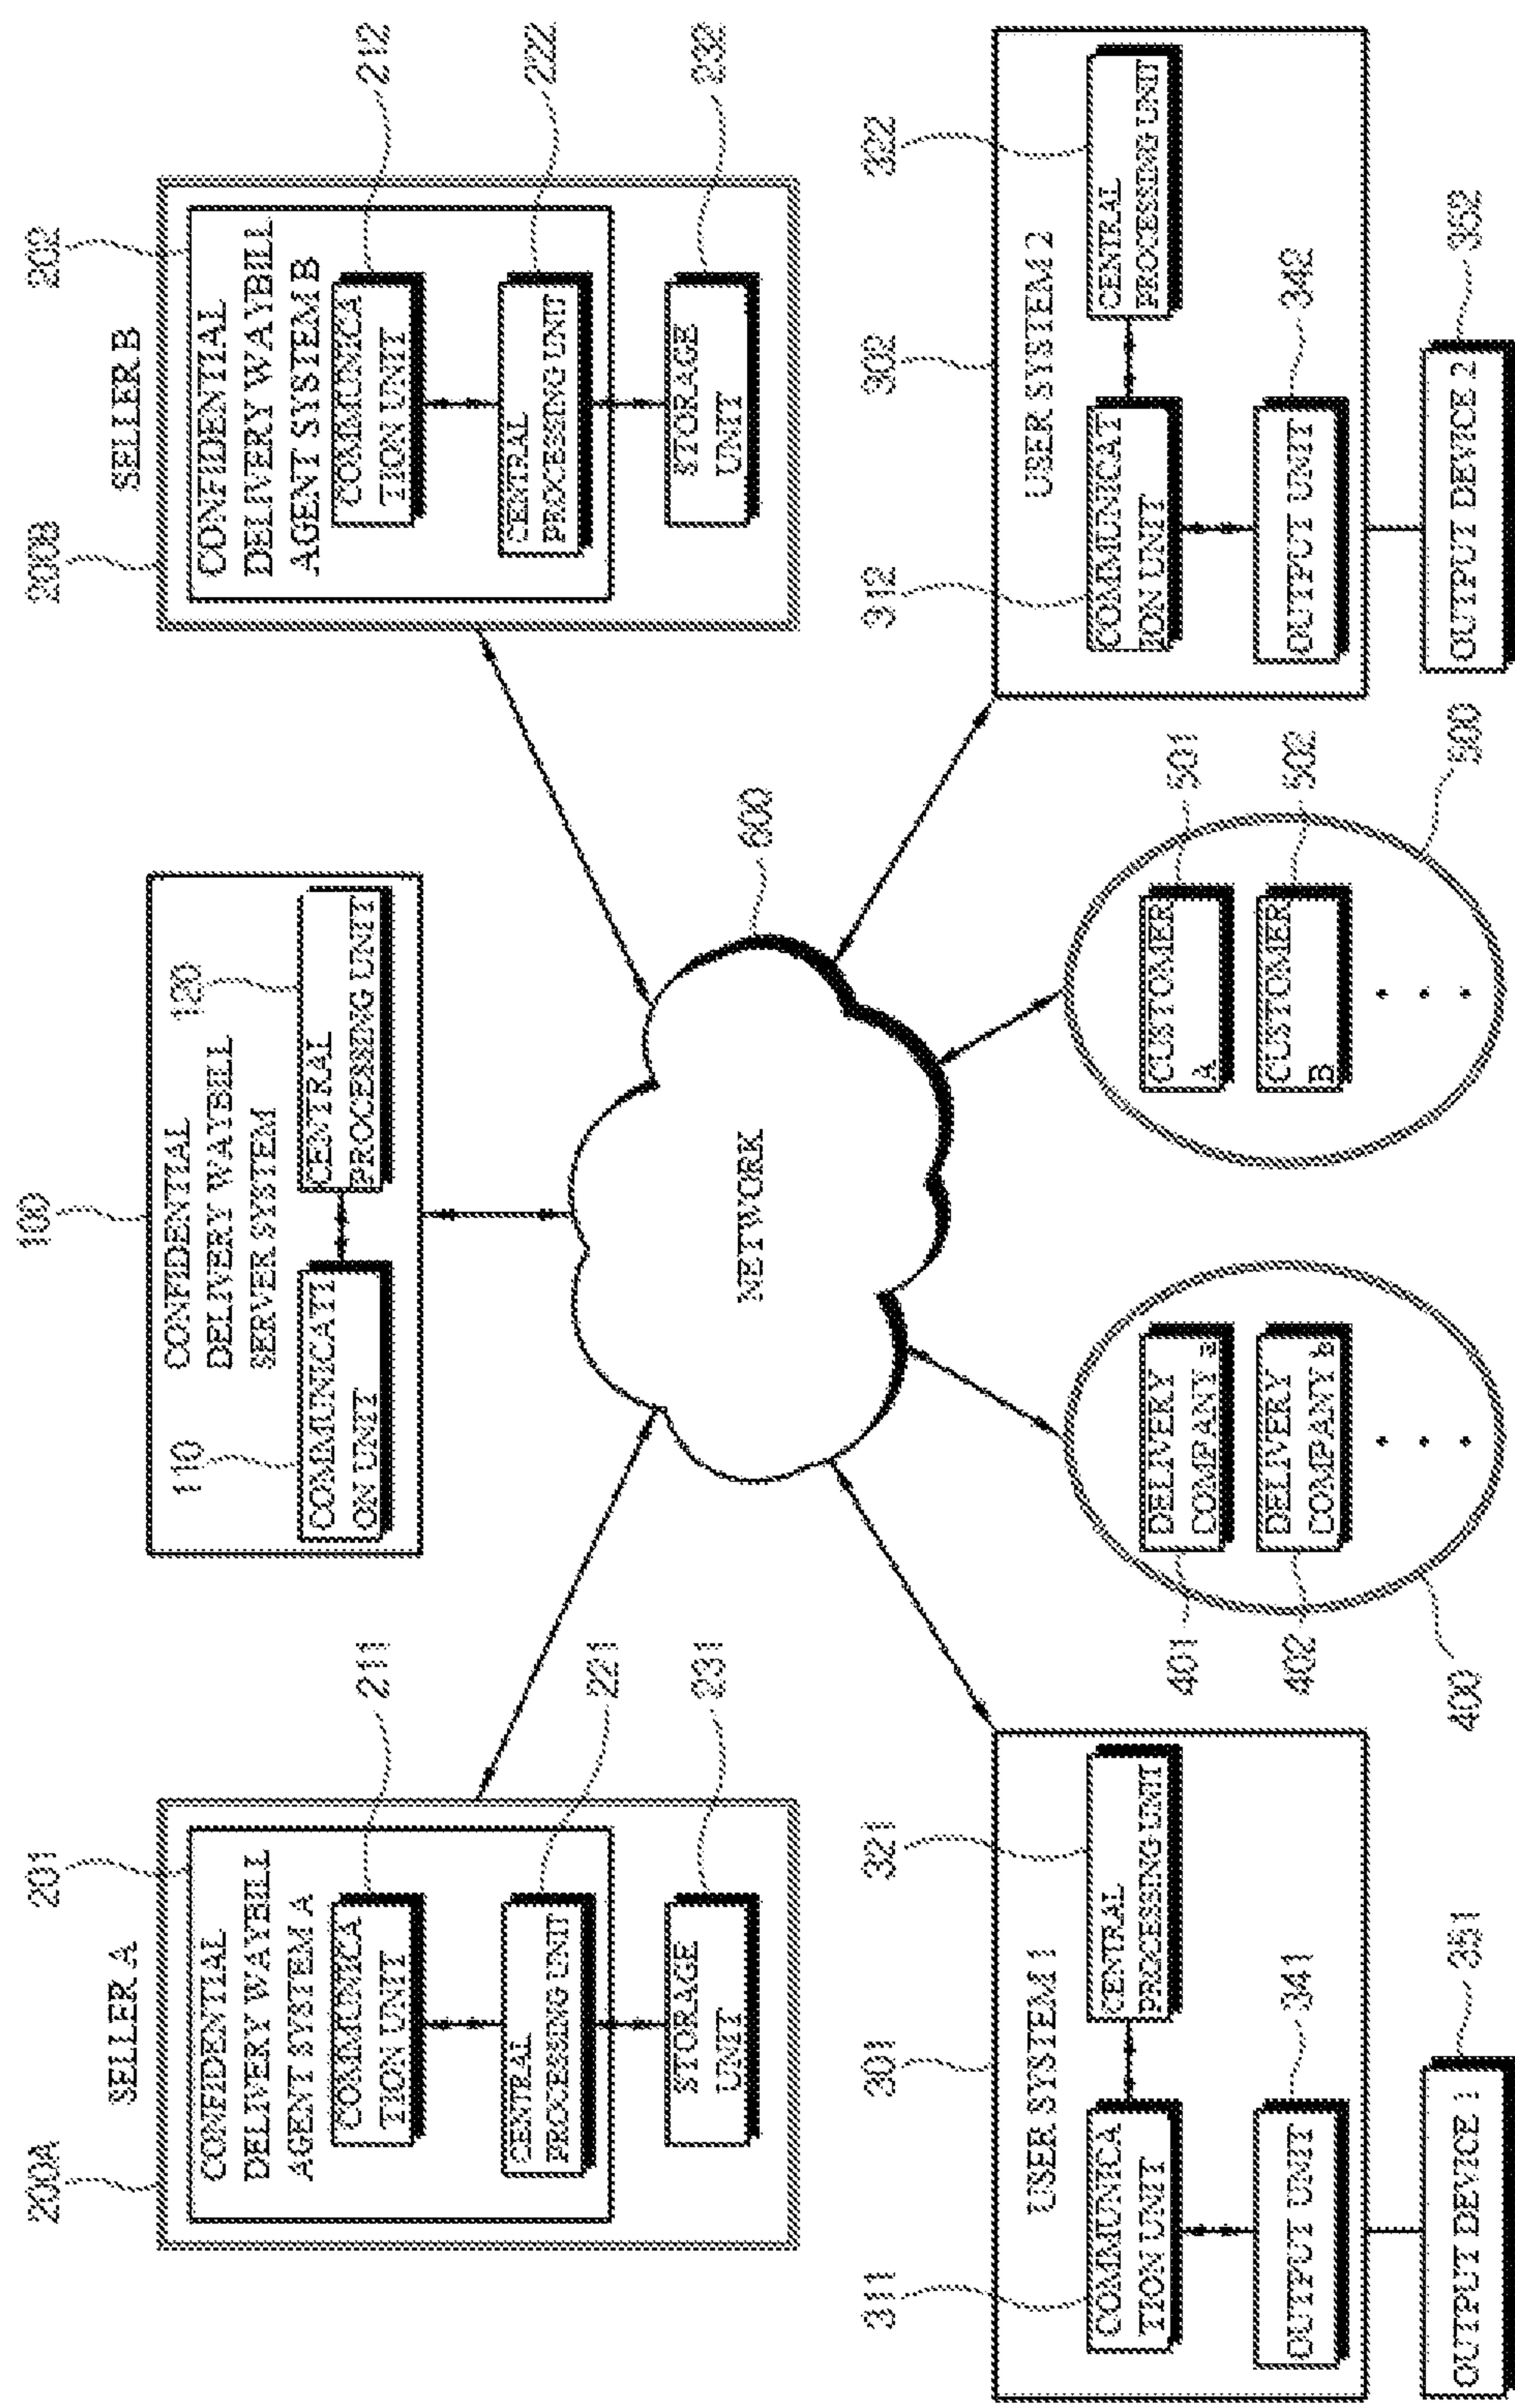 100
CONFIDENTIAL
DELIVERY WAYBILL
SERVER SYSTEM
110
120
COMMUNICATI
ON UNIT
CENTRAL
PROCESSING UNIT
SELLER A
200A
201
CONFIDENTIAL
DELIVERY WAYBILL
AGENT SYSTEM A
COMMUNICA
TION UNIT
211
CENTRAL
PROCESSING UNIT
221
STORAGE
UNIT
231
SELLER B
200B
202
CONFIDENTIAL
DELIVERY WAYBILL
AGENT SYSTEM B
COMMUNICA
TION UNIT
212
CENTRAL
PROCESSING UNIT
222
STORAGE
UNIT
232
NETWORK
600
311
301
321
USER SYSTEM 1
COMMUNICA
TION UNIT
CENTRAL
PROCESSING UNIT
OUTPUT UNIT
341
OUTPUT DEVICE 1
351
401
DELIVERY
COMPANY a
402
DELIVERY
COMPANY b
. . .
400
CUSTOMER
A
501
CUSTOMER
B
502
. . .
500
312
302
322
USER SYSTEM 2
COMMUNICAT
ION UNIT
CENTRAL
PROCESSING UNIT
OUTPUT UNIT
342
OUTPUT DEVICE 2
352